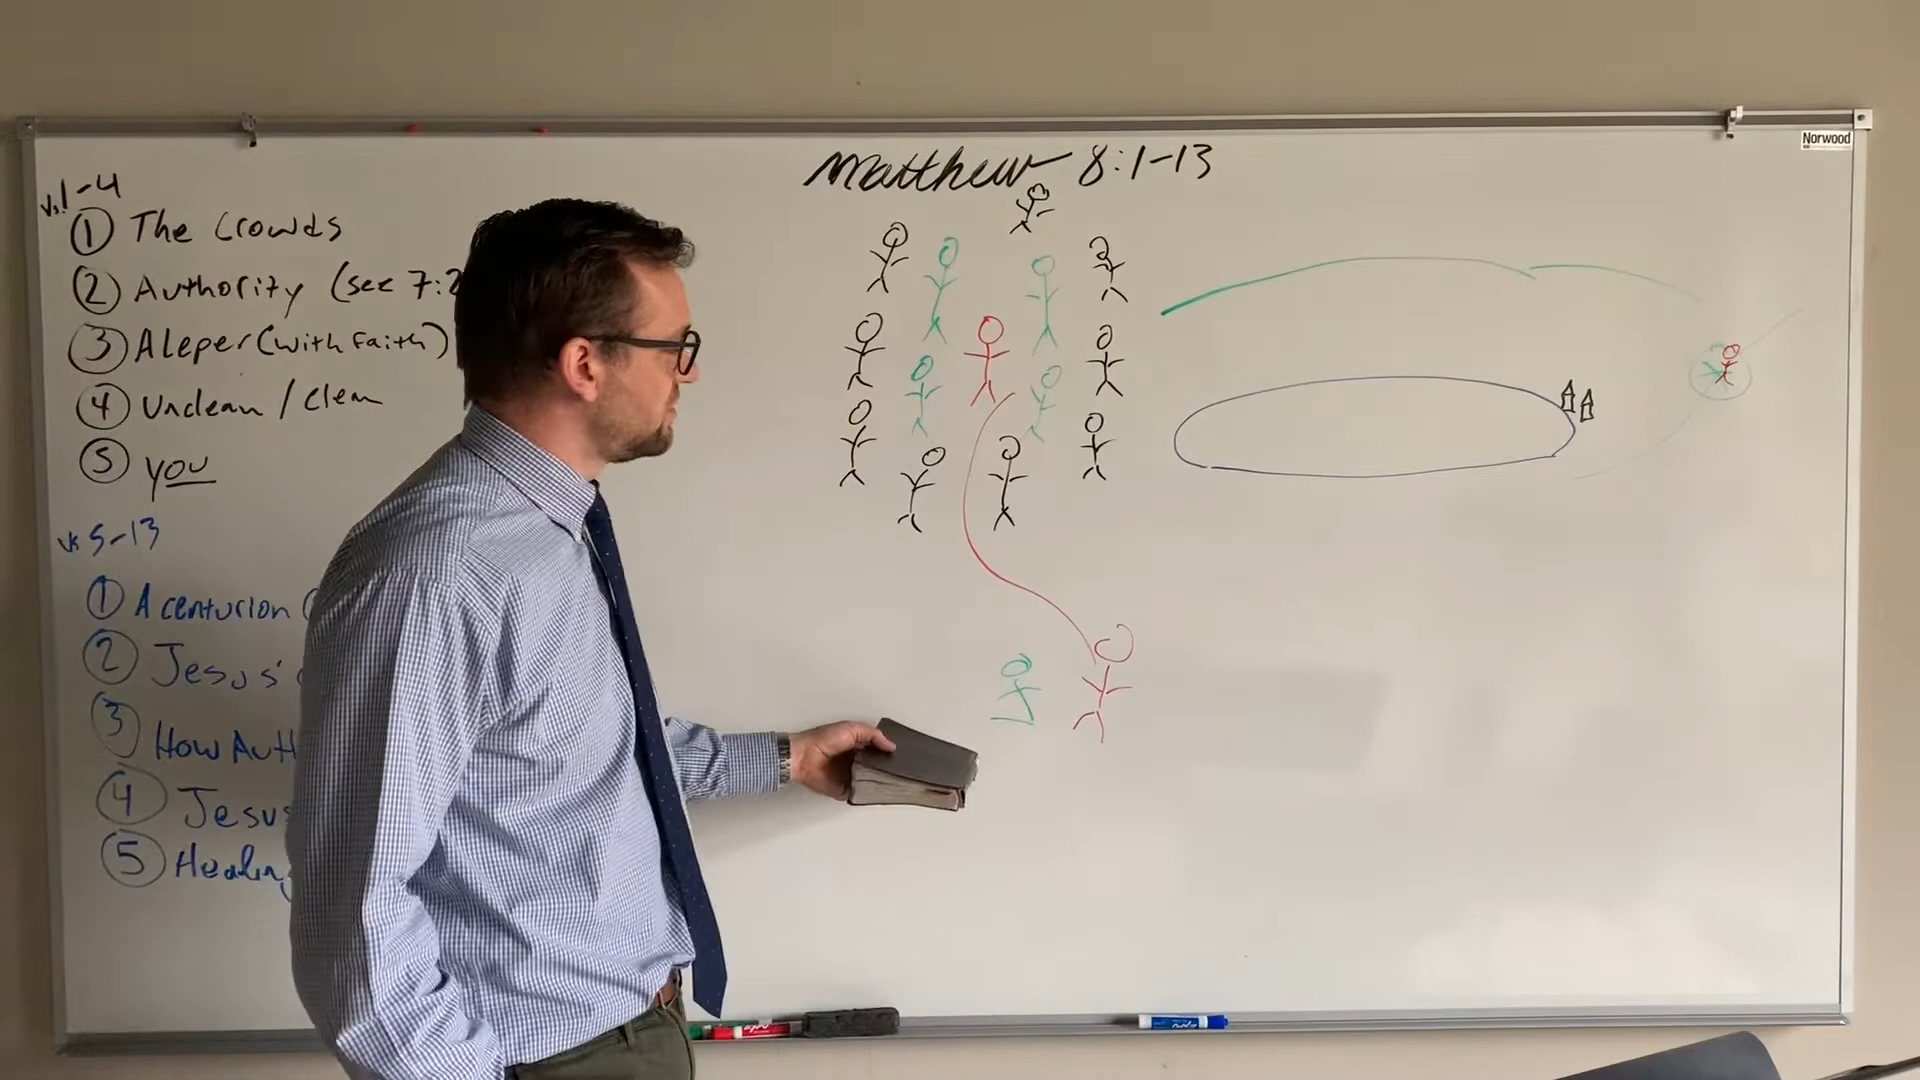 Matthew 8:1-13
Norwood
vs. 1-4
① The Crowds
② Authority (see 7:2
③ A leper (with Faith)
④ Unclean / Clean
⑤ you
vs 5-13
① A centurion (
② Jesus'
③ How Auth
④ Jesus
⑤ Healing